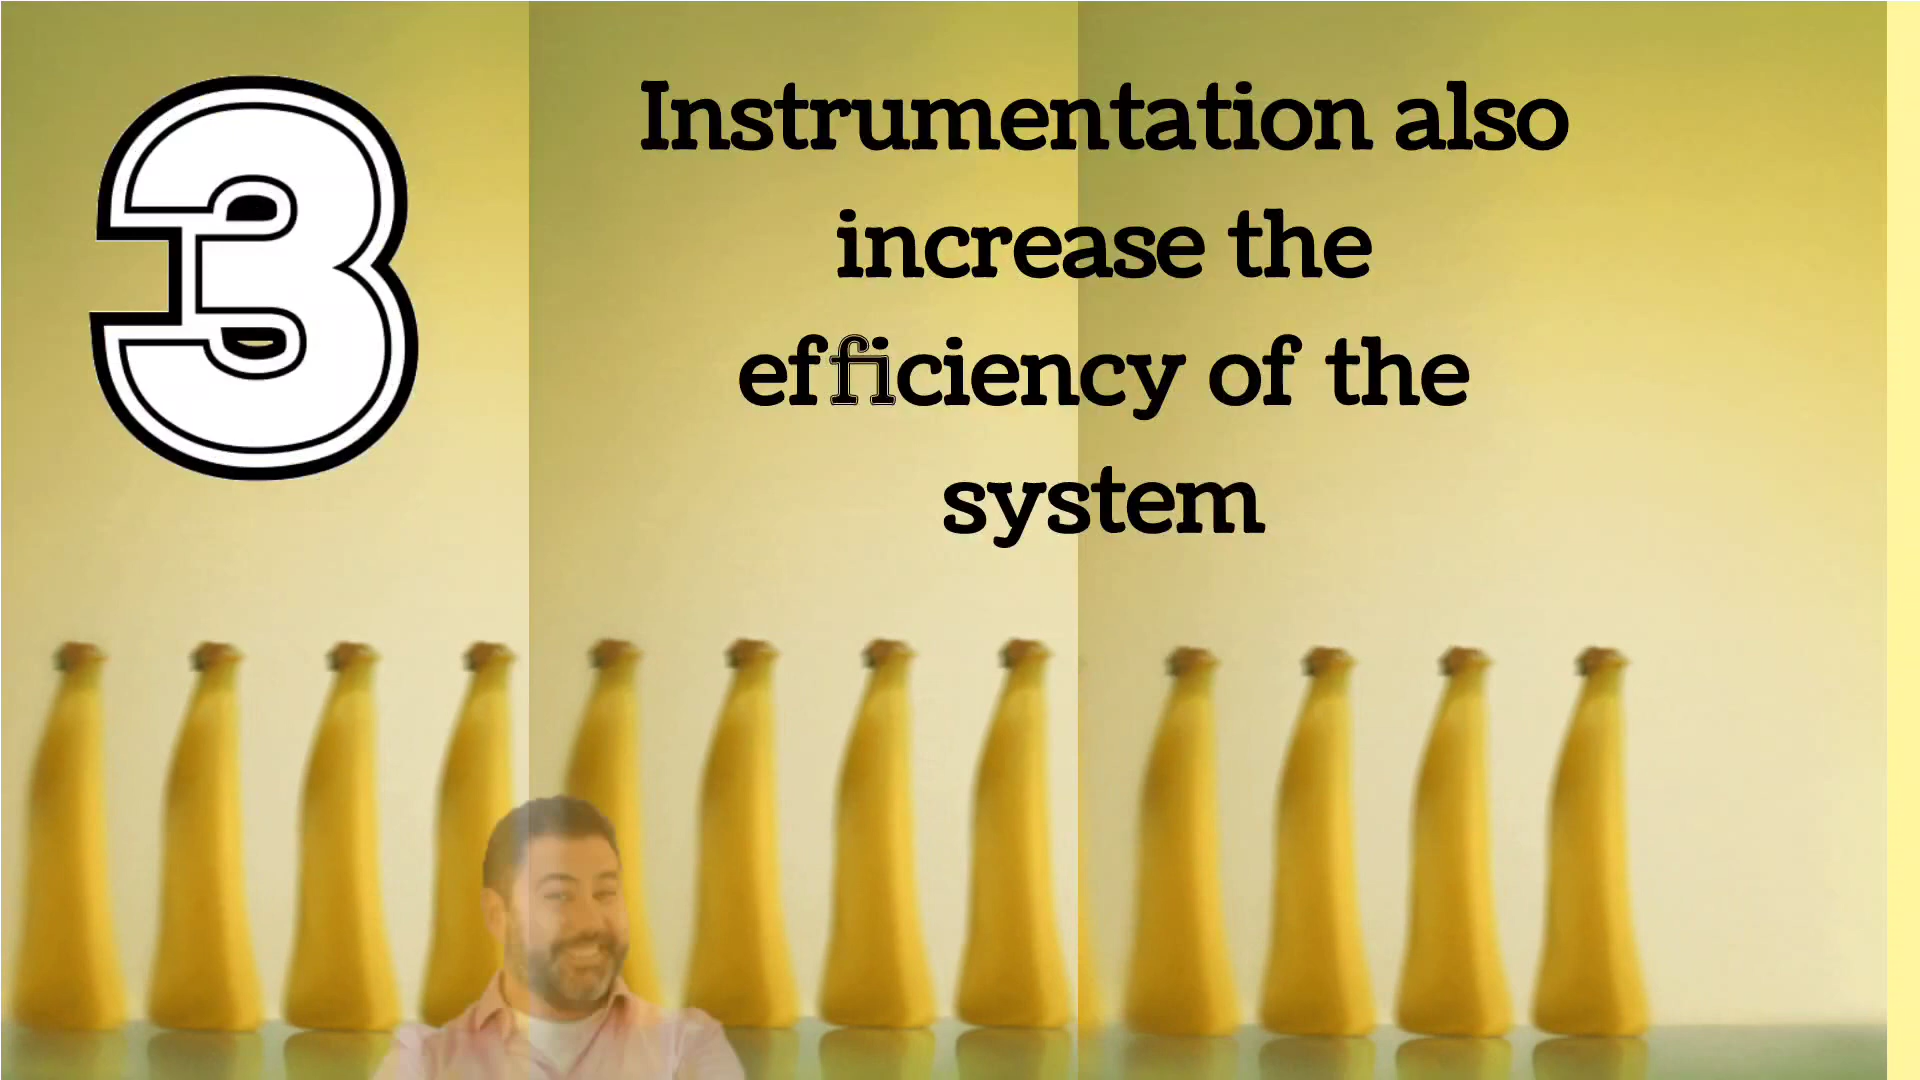 3
Instrumentation also
increase the
efficiency of the
system